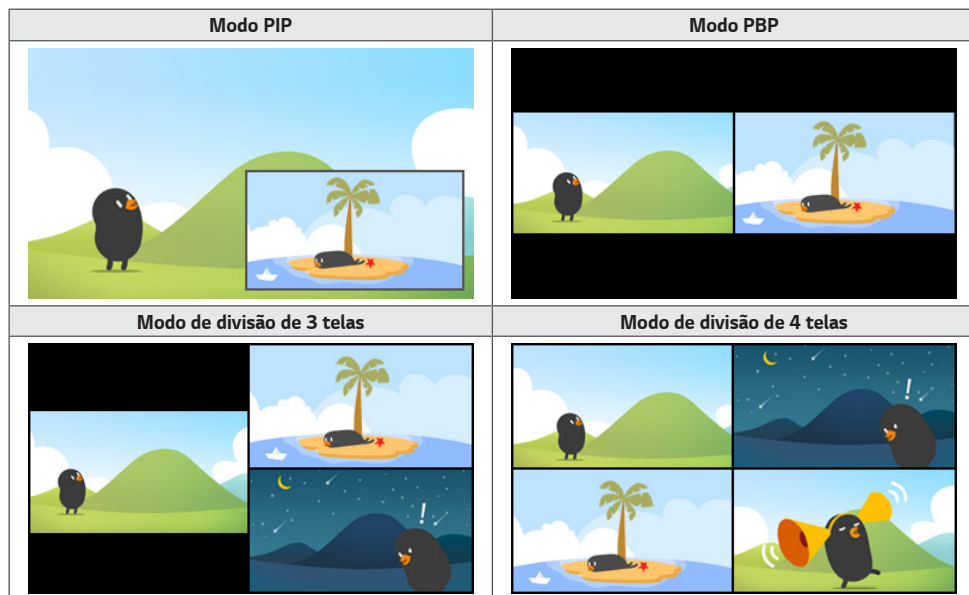 Modo PIP
Modo PBP
Modo de divisão de 3 telas
Modo de divisão de 4 telas
!
!